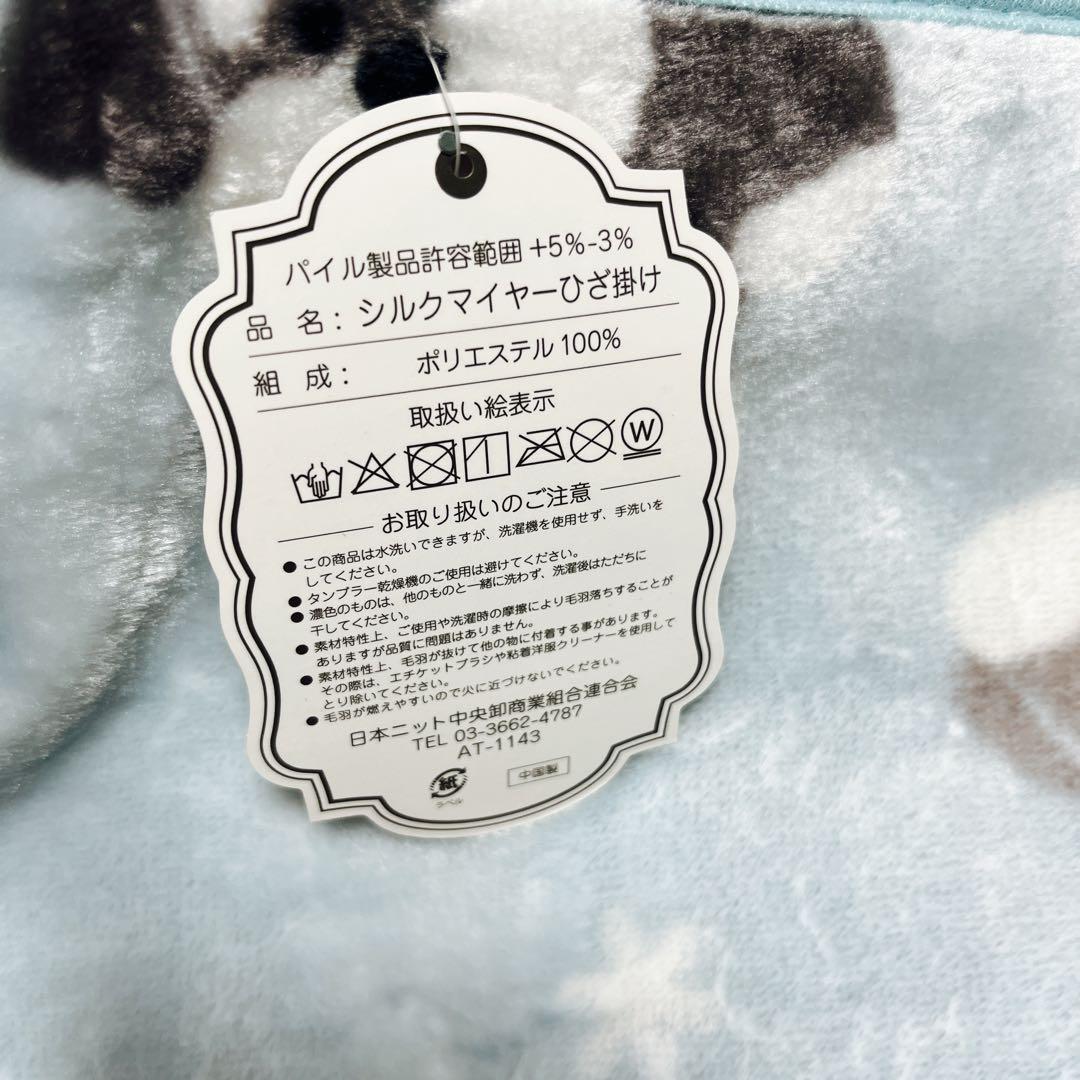 パイル製品許容範囲 +5%-3%
品 名: シルクマイヤーひざ掛け
組 成: ポリエステル 100%
取扱い絵表示
W
お取り扱いのご注意
● この商品は水洗いできますが、洗濯機を使用せず、手洗いを
してください。
● タンブラー乾燥機のご使用は避けてください。
● 濃色のものは、他のものと一緒に洗わず、洗濯後はただちに
干してください。
● 素材特性上、ご使用や洗濯時の摩擦により毛羽落ちすることが
ありますが品質に問題はありません。
● 素材特性上、毛羽が抜けて他の物に付着する事があります。
その際は、エチケットブラシや粘着洋服クリーナーを使用して
とり除いてください。
● 毛羽が燃えやすいので火に近づけないでください。
日本ニット中央卸商業組合連合会
TEL 03-3662-4787
AT-1143
紙
ラベル
中国製